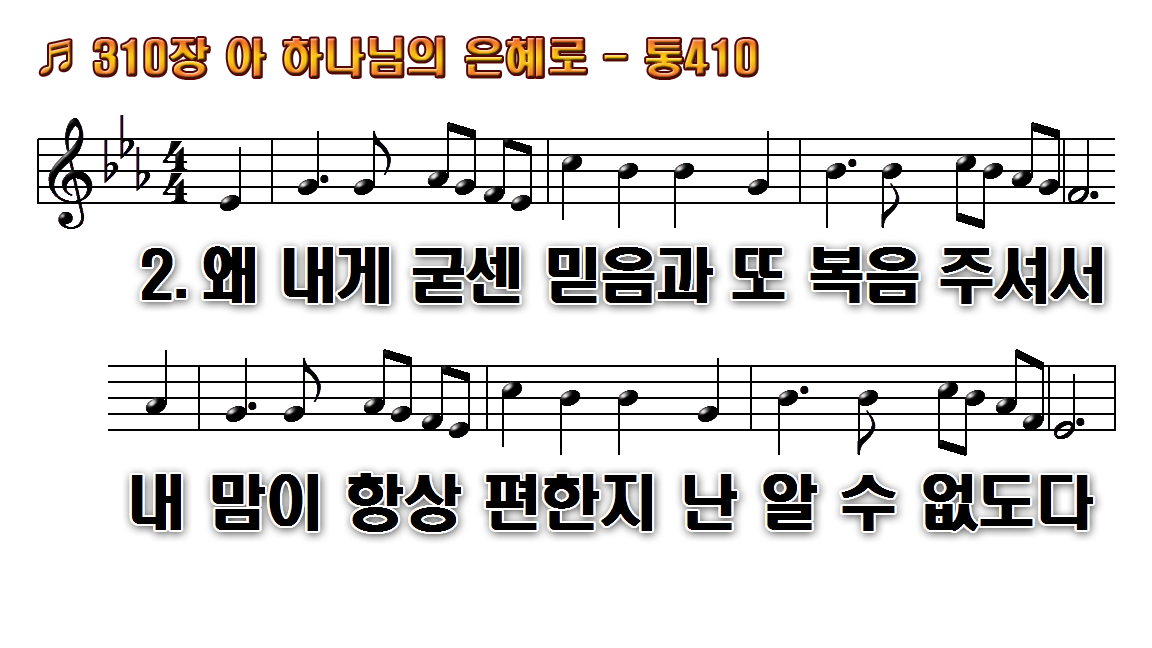 ♬ 310장 아 하나님의 은혜로 - 통410
2. 왜 내게 굳센 믿음과 또 복음 주셔서
내 맘이 항상 편한지 난 알 수 없도다